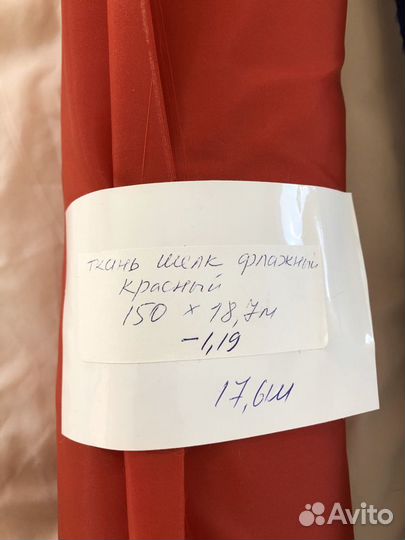 ткань шелк флажный
красный
150 x 18,7м
-1,19
17,6м
Avito